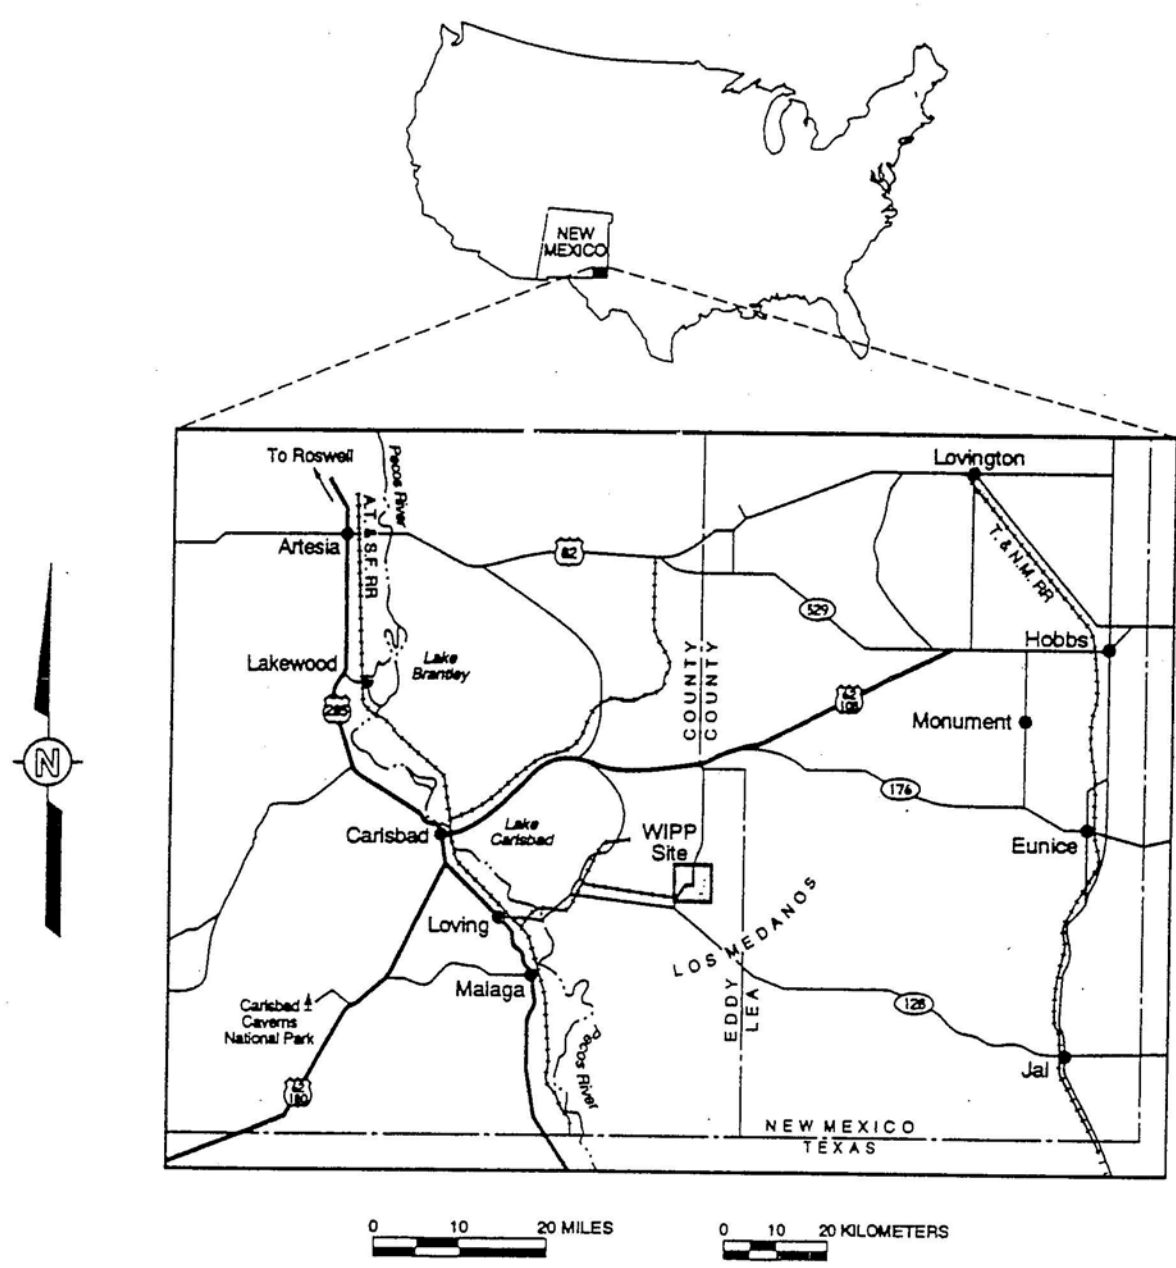 NEW
MEXICO
To Roswell
Pecos River
A.T. & S.F. RR
Lovington
Artesia
82
T. & N.M. RR
529
Hobbs
Lakewood
Lake
Brantley
COUNTY
COUNTY
285
62
180
Monument
176
Carlsbad
Lake
Carlsbad
WIPP
Site
Eunice
Loving
LOS MEDANOS
Malaga
EDDY
LEA
128
Carlsbad
Caverns
National Park
Pecos River
Jal
62
180
NEW MEXICO
TEXAS
N
0 10 20 MILES
0 10 20 KILOMETERS